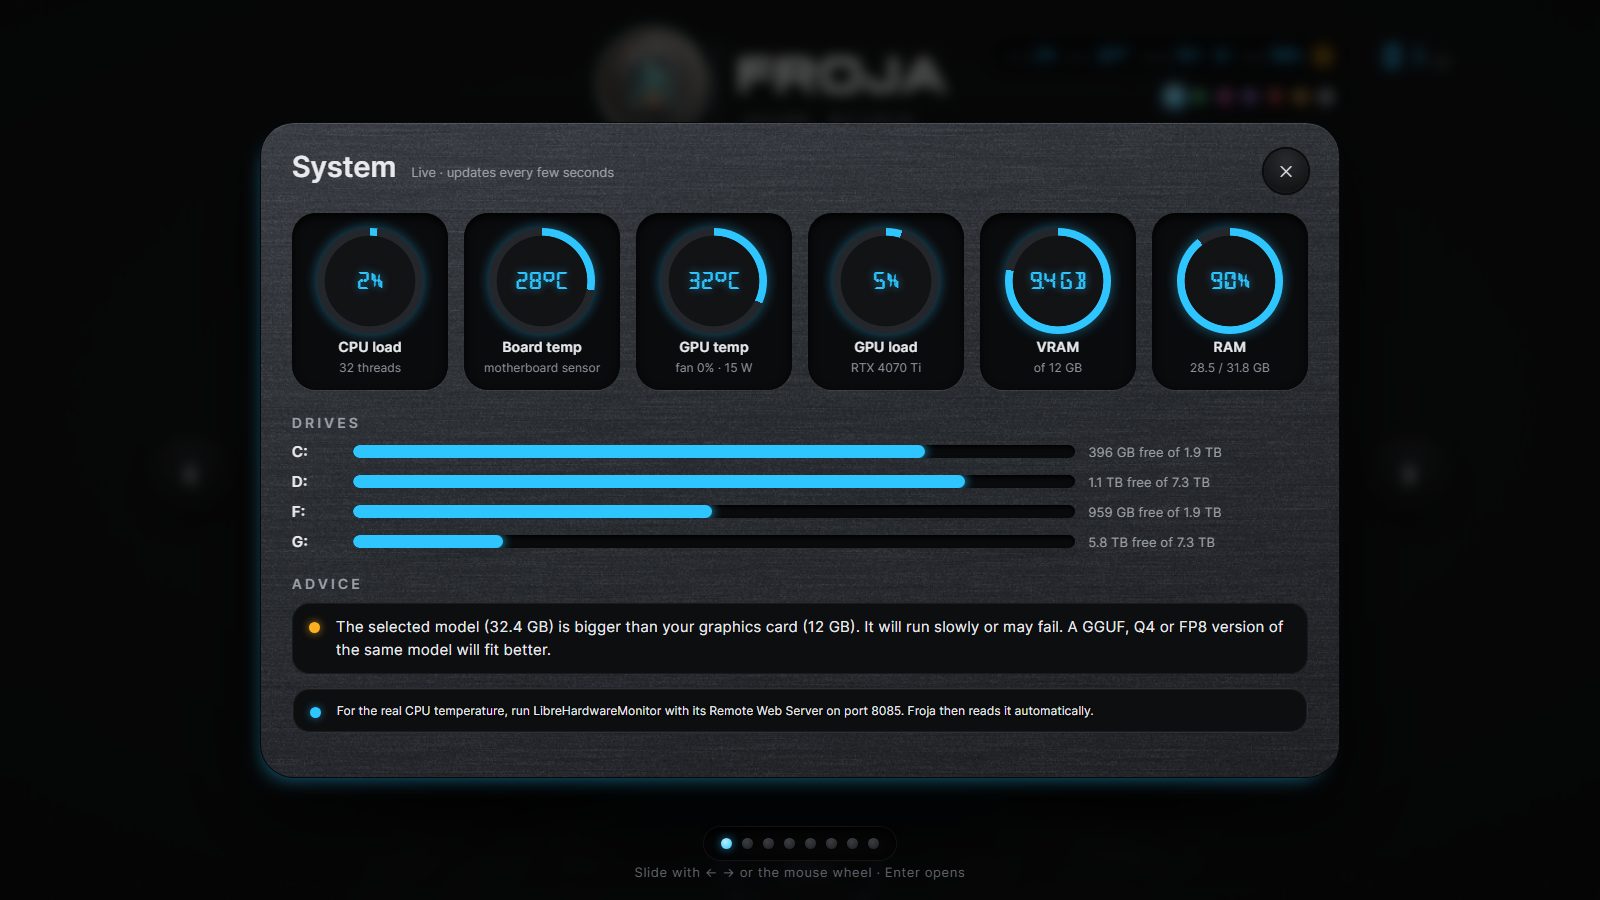 FROJA
System
Live · updates every few seconds
2%
CPU load
32 threads
28°C
Board temp
motherboard sensor
32°C
GPU temp
fan 0% · 15 W
5%
GPU load
RTX 4070 Ti
9.4GB
VRAM
of 12 GB
90%
RAM
28.5 / 31.8 GB
DRIVES
C: 396 GB free of 1.9 TB
D: 1.1 TB free of 7.3 TB
F: 959 GB free of 1.9 TB
G: 5.8 TB free of 7.3 TB
ADVICE
The selected model (32.4 GB) is bigger than your graphics card (12 GB). It will run slowly or may fail. A GGUF, Q4 or FP8 version of
the same model will fit better.
For the real CPU temperature, run LibreHardwareMonitor with its Remote Web Server on port 8085. Froja then reads it automatically.
Slide with ← → or the mouse wheel · Enter opens